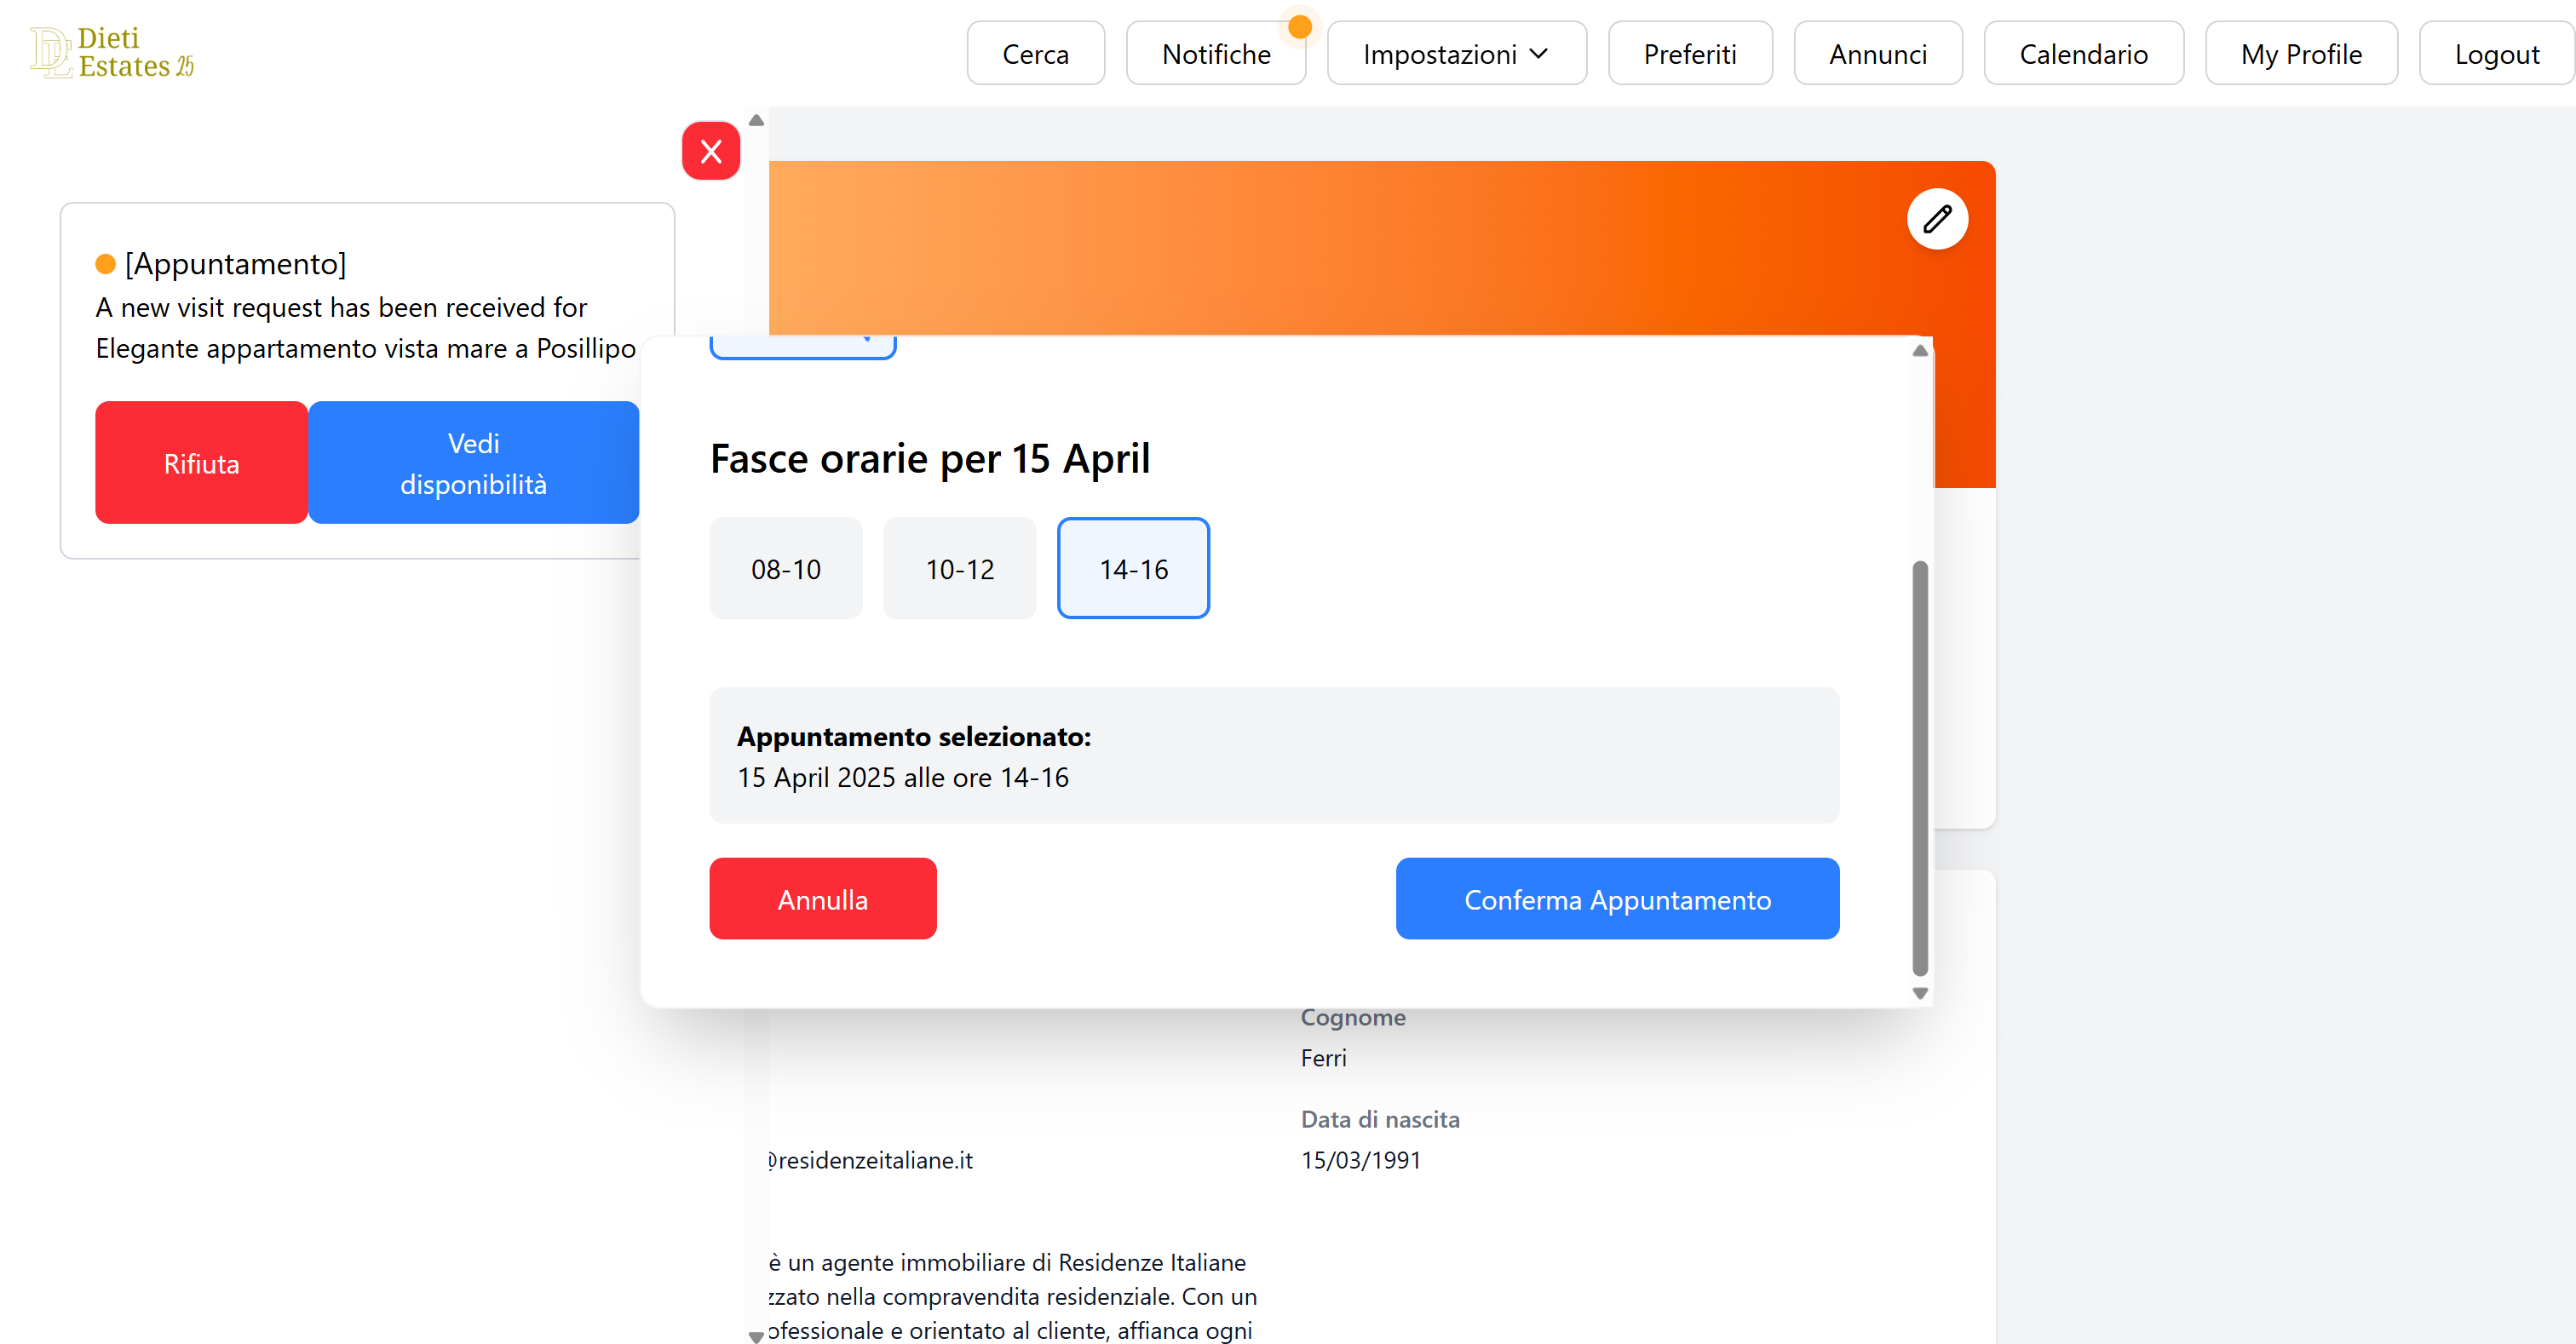 DE Dieti
Estates 25
Cerca
Notifiche
Impostazioni
Preferiti
Annunci
Calendario
My Profile
Logout
X
[Appuntamento]
A new visit request has been received for
Elegante appartamento vista mare a Posillipo
Rifiuta
Vedi
disponibilità
Fasce orarie per 15 April
08-10
10-12
14-16
Appuntamento selezionato:
15 April 2025 alle ore 14-16
Annulla
Conferma Appuntamento
Cognome
Ferri
Data di nascita
@residenzeitaliane.it
15/03/1991
è un agente immobiliare di Residenze Italiane
zzato nella compravendita residenziale. Con un
ofessionale e orientato al cliente, affianca ogni